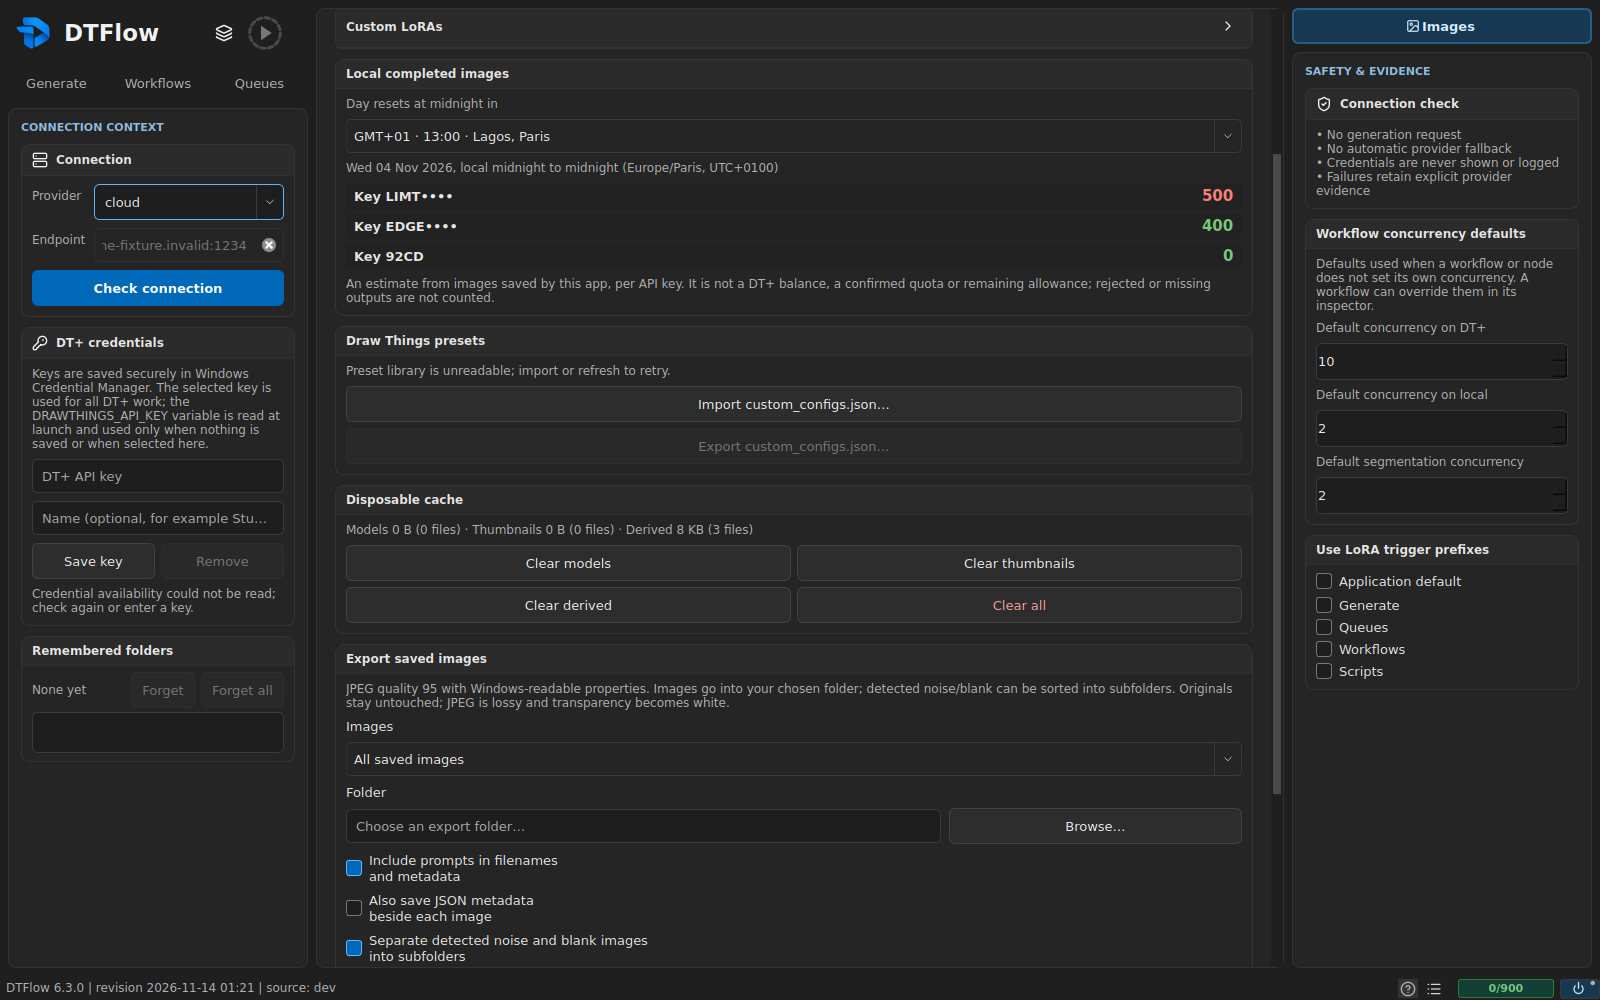 DTFlow
Generate
Workflows
Queues
CONNECTION CONTEXT
Connection
Provider
cloud
Endpoint
ne-fixture.invalid:1234
Check connection
DT+ credentials
Keys are saved securely in Windows
Credential Manager. The selected key is
used for all DT+ work; the
DRAWTHINGS_API_KEY variable is read at
launch and used only when nothing is
saved or when selected here.
DT+ API key
Name (optional, for example Stu…
Save key
Remove
Credential availability could not be read;
check again or enter a key.
Remembered folders
None yet
Forget
Forget all
Custom LoRAs
Local completed images
Day resets at midnight in
GMT+01 · 13:00 · Lagos, Paris
Wed 04 Nov 2026, local midnight to midnight (Europe/Paris, UTC+0100)
Key LIMT•••• 500
Key EDGE•••• 400
Key 92CD 0
An estimate from images saved by this app, per API key. It is not a DT+ balance, a confirmed quota or remaining allowance; rejected or missing
outputs are not counted.
Draw Things presets
Preset library is unreadable; import or refresh to retry.
Import custom_configs.json…
Export custom_configs.json…
Disposable cache
Models 0 B (0 files) · Thumbnails 0 B (0 files) · Derived 8 KB (3 files)
Clear models
Clear thumbnails
Clear derived
Clear all
Export saved images
JPEG quality 95 with Windows-readable properties. Images go into your chosen folder; detected noise/blank can be sorted into subfolders. Originals
stay untouched; JPEG is lossy and transparency becomes white.
Images
All saved images
Folder
Choose an export folder…
Browse…
Include prompts in filenames
and metadata
Also save JSON metadata
beside each image
Separate detected noise and blank images
into subfolders
Images
SAFETY & EVIDENCE
Connection check
• No generation request
• No automatic provider fallback
• Credentials are never shown or logged
• Failures retain explicit provider
evidence
Workflow concurrency defaults
Defaults used when a workflow or node
does not set its own concurrency. A
workflow can override them in its
inspector.
Default concurrency on DT+
10
Default concurrency on local
2
Default segmentation concurrency
2
Use LoRA trigger prefixes
Application default
Generate
Queues
Workflows
Scripts
DTFlow 6.3.0 | revision 2026-11-14 01:21 | source: dev
0/900